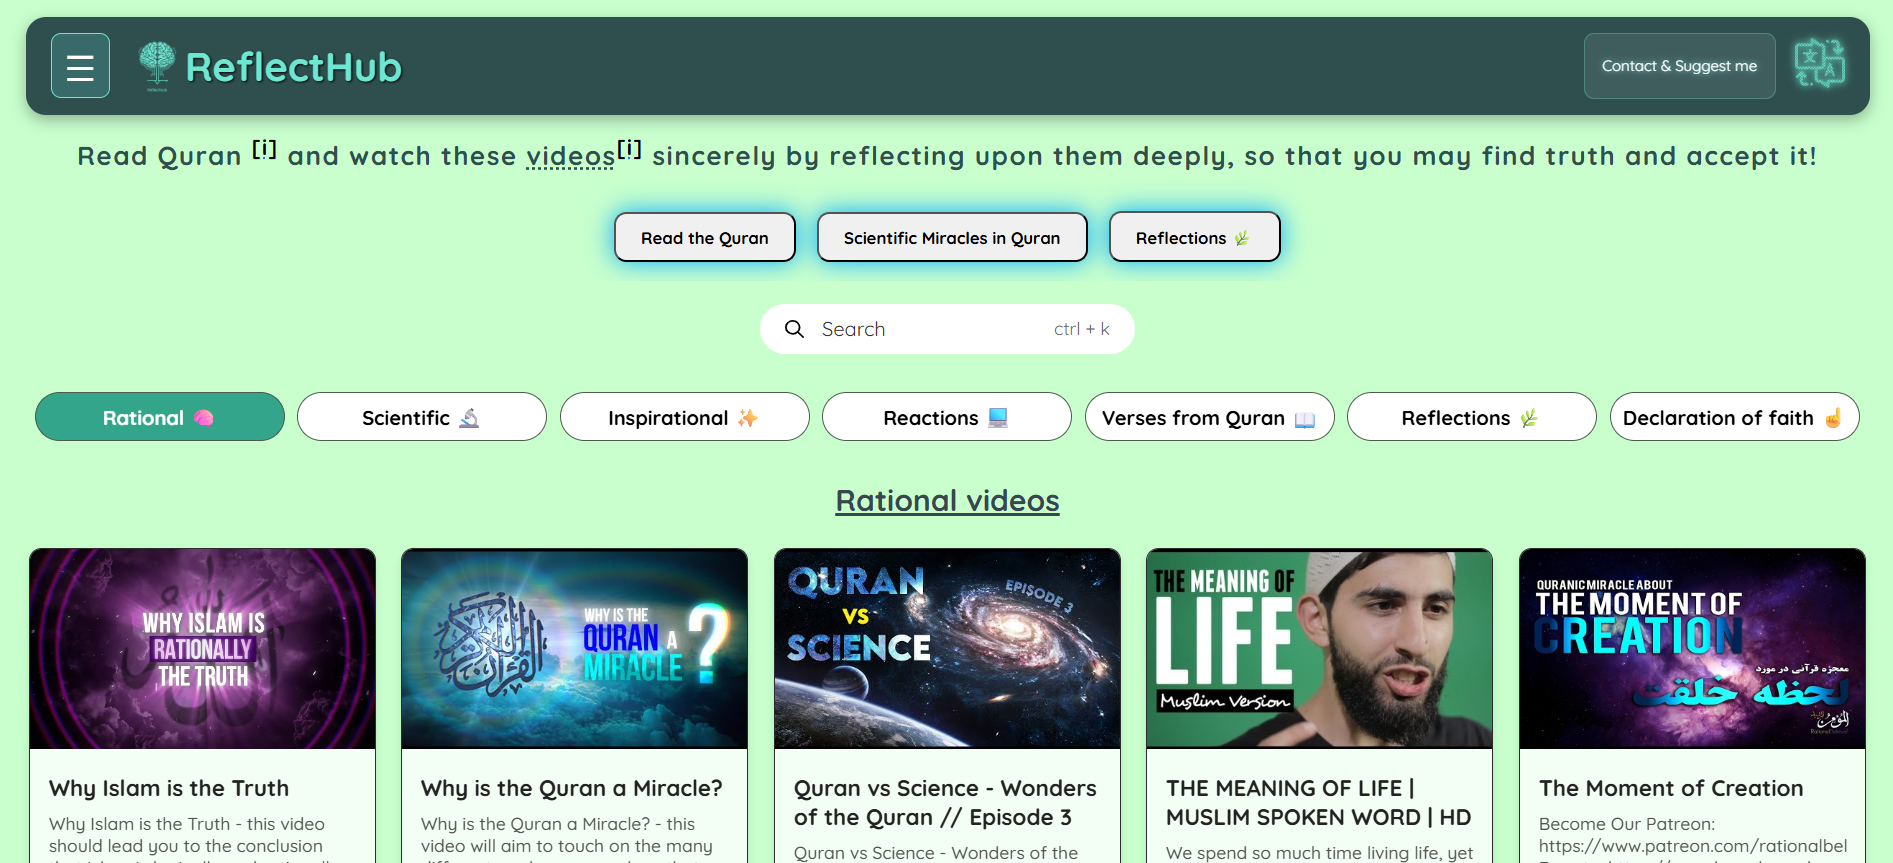 ReflectHub
Contact & Suggest me
Read Quran [i] and watch these videos[i] sincerely by reflecting upon them deeply, so that you may find truth and accept it!
Read the Quran
Scientific Miracles in Quran
Reflections 🌿
Search
ctrl + k
Rational 🧠
Scientific 🔬
Inspirational ✨
Reactions 💻
Verses from Quran 📖
Reflections 🌿
Declaration of faith ☝
Rational videos
WHY ISLAM IS
RATIONALLY
THE TRUTH
Why Islam is the Truth
Why Islam is the Truth - this video
should lead you to the conclusion
WHY IS THE
QURAN A
MIRACLE
?
Why is the Quran a Miracle?
Why is the Quran a Miracle? - this
video will aim to touch on the many
QURAN
VS
SCIENCE
EPISODE 3
Quran vs Science - Wonders
of the Quran // Episode 3
Quran vs Science - Wonders of the
THE MEANING OF
LIFE
Muslim Version
THE MEANING OF LIFE |
MUSLIM SPOKEN WORD | HD
We spend so much time living life, yet
QURANIC MIRACLE ABOUT
THE MOMENT OF
CREATION
معجزه قرآنی در مورد
لحظه خلقت
The Moment of Creation
Become Our Patreon:
https://www.patreon.com/rationalbel